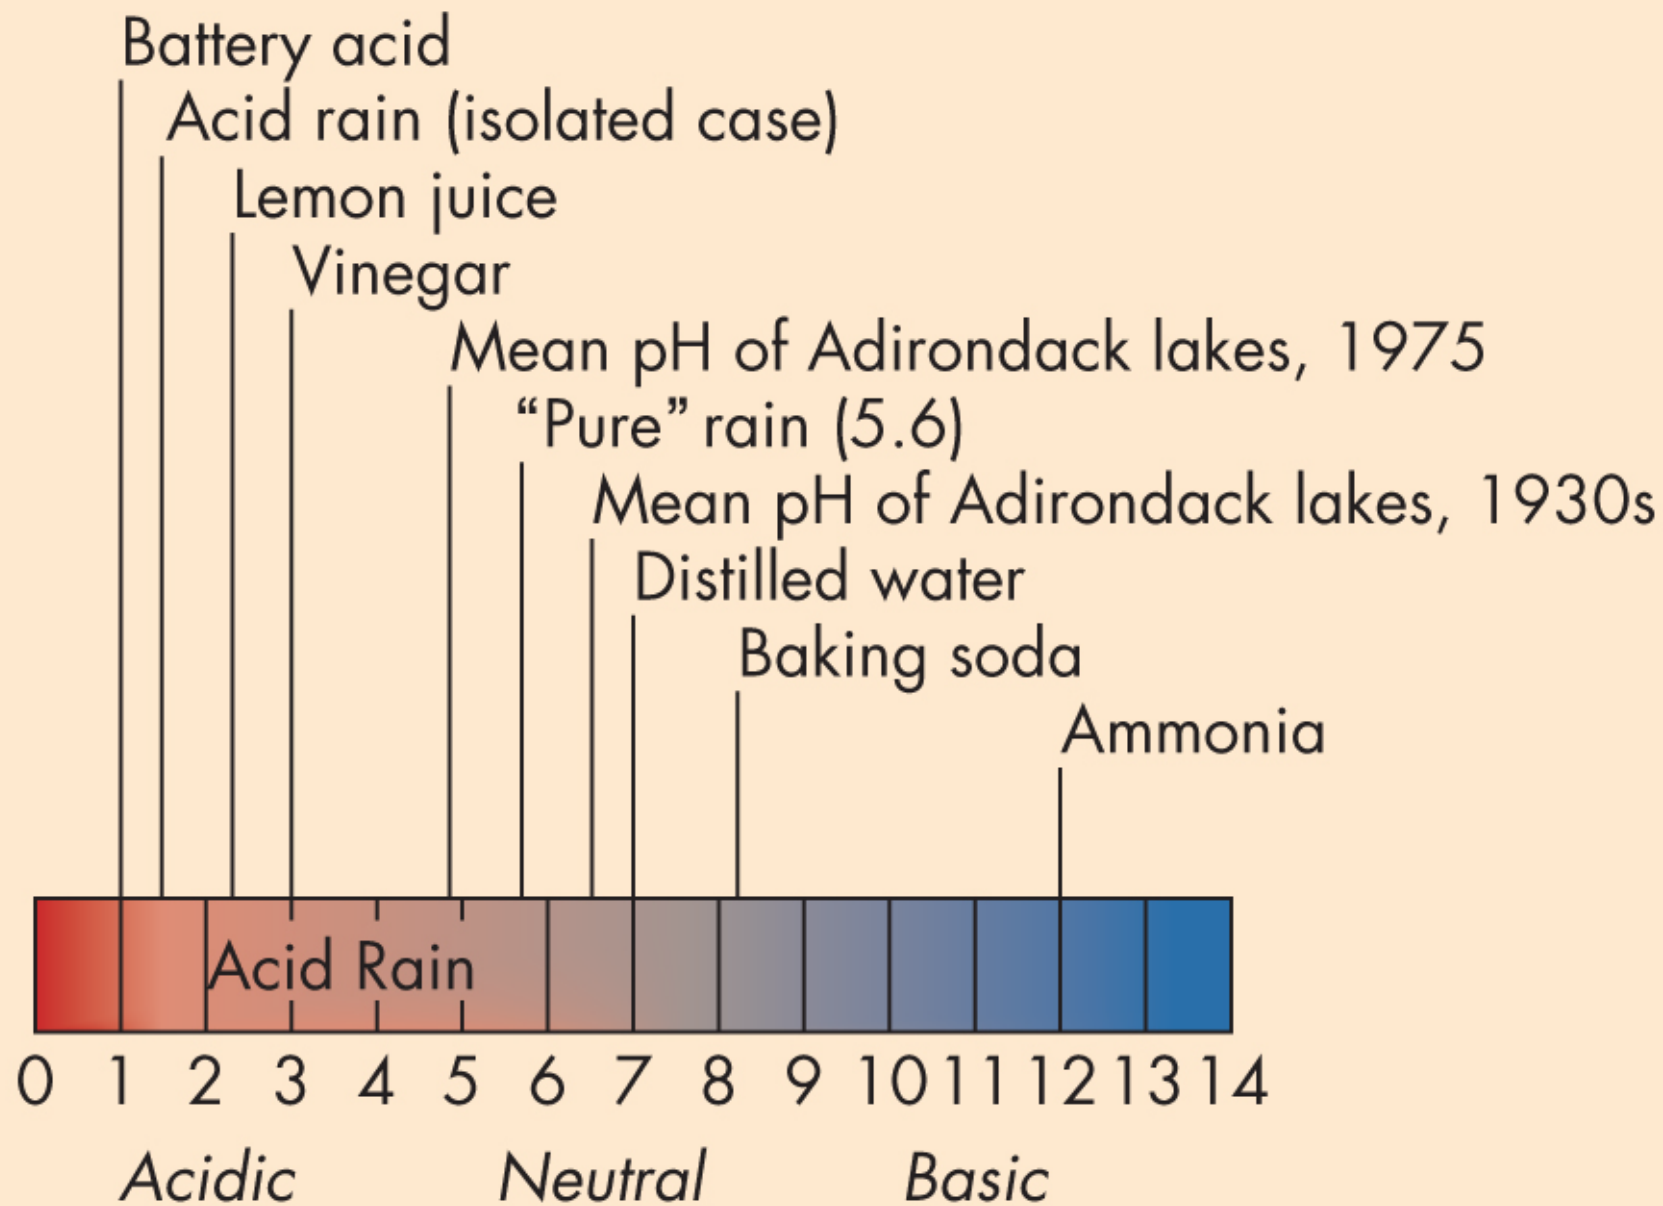 Battery acid
Acid rain (isolated case)
Lemon juice
Vinegar
Mean pH of Adirondack lakes, 1975
“Pure” rain (5.6)
Mean pH of Adirondack lakes, 1930s
Distilled water
Baking soda
Ammonia
Acid Rain
0 1 2 3 4 5 6 7 8 9 10 11 12 13 14
Acidic Neutral Basic